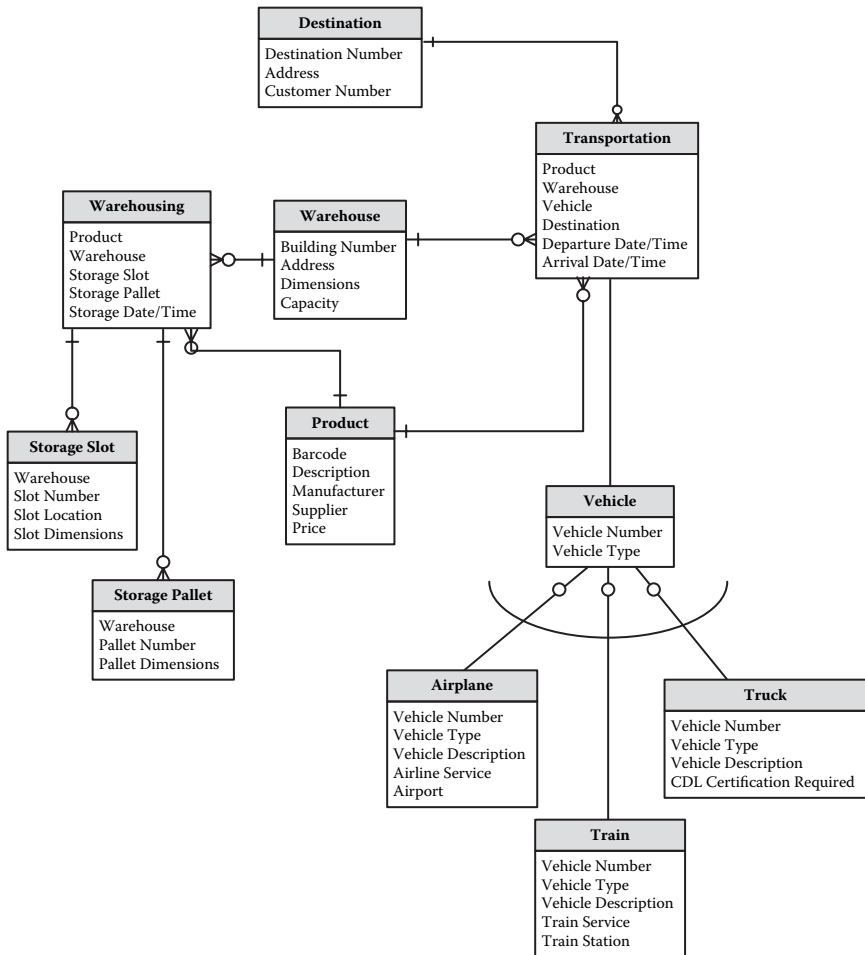 Destination
Destination Number
Address
Customer Number
Transportation
Product
Warehouse
Vehicle
Destination
Departure Date/Time
Arrival Date/Time
Warehousing
Product
Warehouse
Storage Slot
Storage Pallet
Storage Date/Time
Warehouse
Building Number
Address
Dimensions
Capacity
Storage Slot
Warehouse
Slot Number
Slot Location
Slot Dimensions
Product
Barcode
Description
Manufacturer
Supplier
Price
Vehicle
Vehicle Number
Vehicle Type
Storage Pallet
Warehouse
Pallet Number
Pallet Dimensions
Airplane
Vehicle Number
Vehicle Type
Vehicle Description
Airline Service
Airport
Truck
Vehicle Number
Vehicle Type
Vehicle Description
CDL Certification Required
Train
Vehicle Number
Vehicle Type
Vehicle Description
Train Service
Train Station